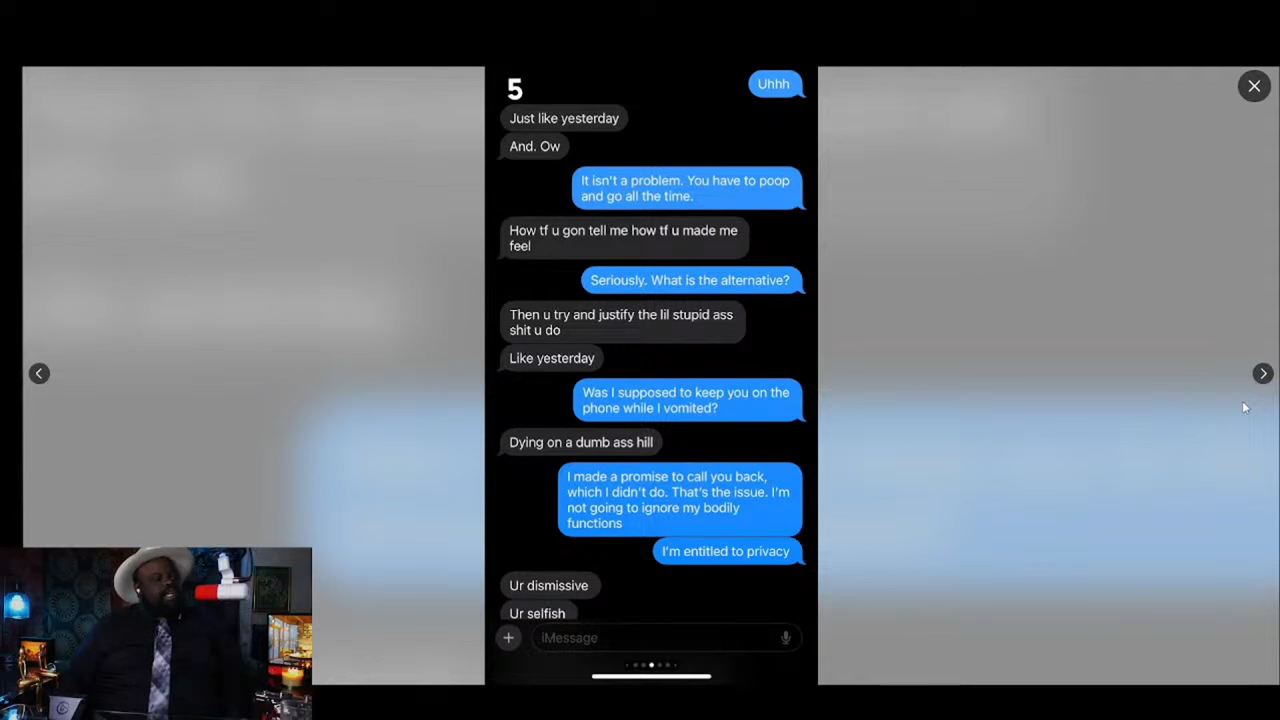 5
Uhhh
Just like yesterday
And. Ow
It isn't a problem. You have to poop
and go all the time.
How tf u gon tell me how tf u made me
feel
Seriously. What is the alternative?
Then u try and justify the lil stupid ass
shit u do
Like yesterday
Was I supposed to keep you on the
phone while I vomited?
Dying on a dumb ass hill
I made a promise to call you back,
which I didn't do. That's the issue. I'm
not going to ignore my bodily
functions
I'm entitled to privacy
Ur dismissive
Ur selfish
iMessage